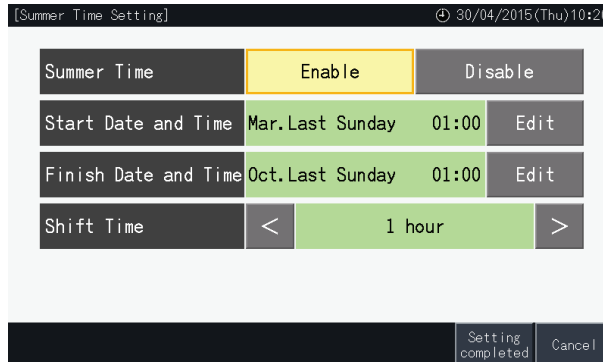 [Summer Time Setting] 30/04/2015(Thu)10:2
Summer Time Enable Disable
Start Date and Time Mar.Last Sunday 01:00 Edit
Finish Date and Time Oct.Last Sunday 01:00 Edit
Shift Time < 1 hour >
Setting
completed Cancel